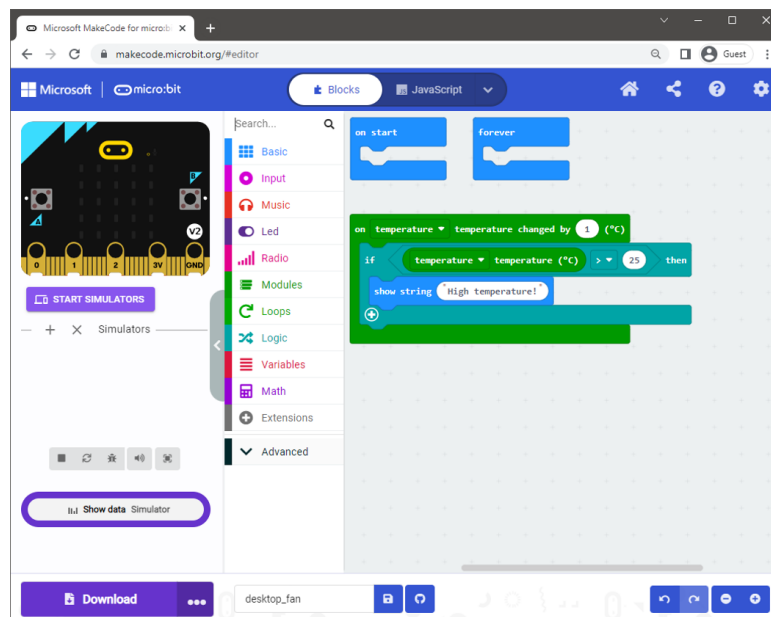 Microsoft MakeCode for micro:b
makecode.microbit.org/#editor
Guest
Microsoft
micro:bit
Blocks
JavaScript
Search...
Basic
Input
Music
Led
Radio
Modules
Loops
Logic
Variables
Math
Extensions
Advanced
B
A
V2
0 1 2 3V GND
START SIMULATORS
Simulators
Show data Simulator
on start
forever
on temperature temperature changed by 1 (°C)
if temperature temperature (°C) > 25 then
show string "High temperature!"
Download
desktop_fan